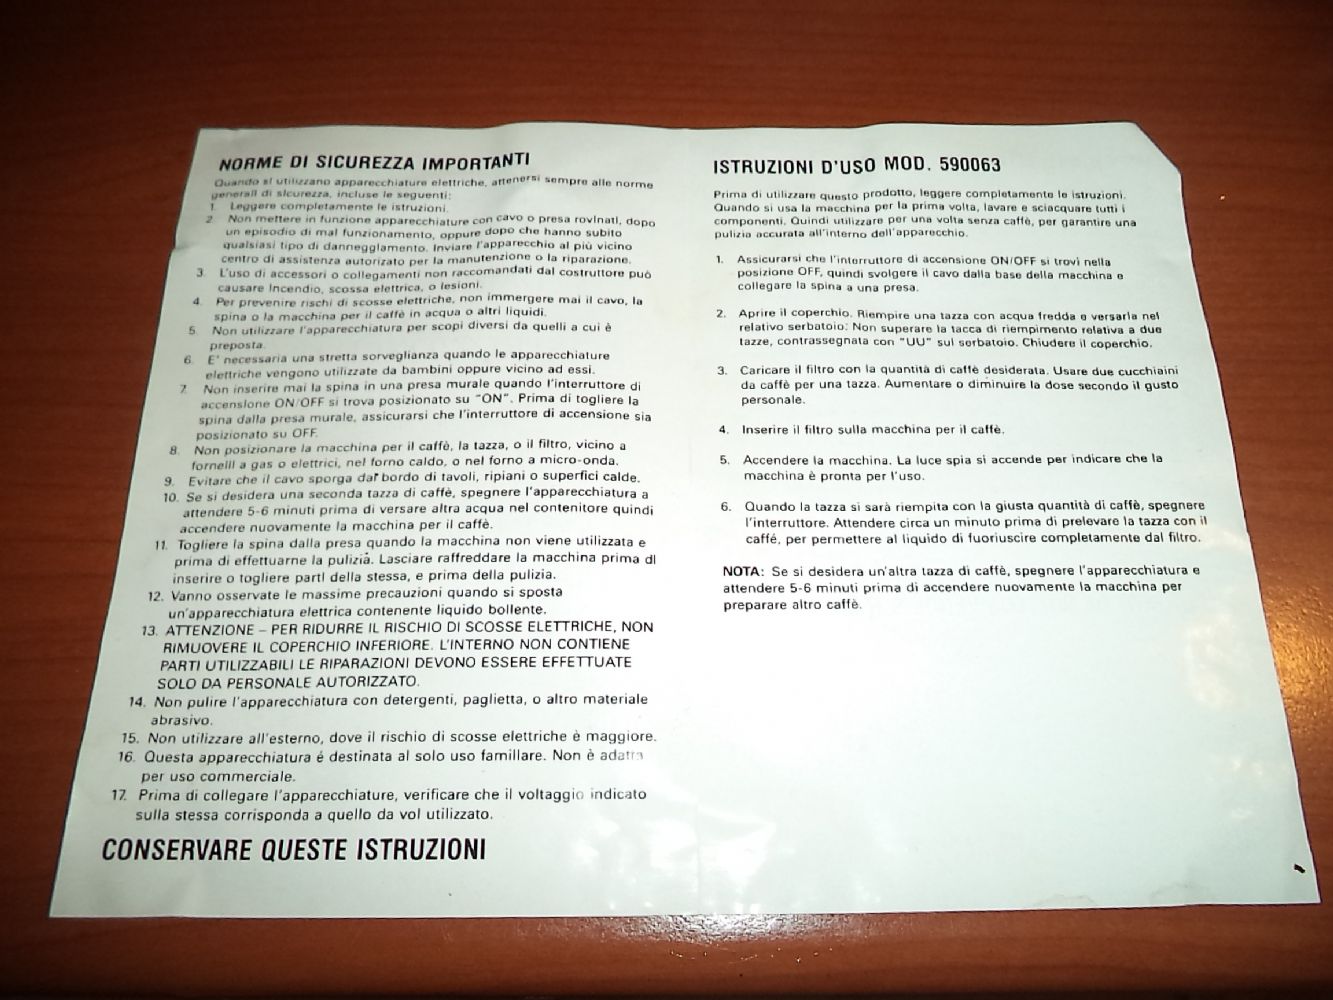 NORME DI SICUREZZA IMPORTANTI
Quando si utilizzano apparecchiature elettriche, attenersi sempre alle norme
generali di sicurezza, incluse le seguenti:
1. Leggere completamente le istruzioni.
2. Non mettere in funzione apparecchiature con cavo o presa rovinati, dopo
un episodio di mal funzionamento, oppure dopo che hanno subito
qualsiasi tipo di danneggiamento. Inviare l'apparecchio al più vicino
centro di assistenza autorizato per la manutenzione o la riparazione.
3. L'uso di accessori o collegamenti non raccomandati dal costruttore può
causare Incendio, scossa elettrica, o lesioni.
4. Per prevenire rischi di scosse elettriche, non immergere mai il cavo, la
spina o la macchina per il caffè in acqua o altri liquidi.
5. Non utilizzare l'apparecchiatura per scopi diversi da quelli a cui è
preposta.
6. E' necessaria una stretta sorveglianza quando le apparecchiature
elettriche vengono utilizzate da bambini oppure vicino ad essi.
7. Non inserire mai la spina in una presa murale quando l'interruttore di
accensione ON/OFF si trova posizionato su "ON". Prima di togliere la
spina dalla presa murale, assicurarsi che l'interruttore di accensione sia
posizionato su OFF.
8. Non posizionare la macchina per il caffè, la tazza, o il filtro, vicino a
fornelli a gas o elettrici, nel forno caldo, o nel forno a micro-onda.
9. Evitare che il cavo sporga dal bordo di tavoli, ripiani o superfici calde.
10. Se si desidera una seconda tazza di caffè, spegnere l'apparecchiatura a
attendere 5-6 minuti prima di versare altra acqua nel contenitore quindi
accendere nuovamente la macchina per il caffè.
11. Togliere la spina dalla presa quando la macchina non viene utilizzata e
prima di effettuarne la pulizia. Lasciare raffreddare la macchina prima di
inserire o togliere parti della stessa, e prima della pulizia.
12. Vanno osservate le massime precauzioni quando si sposta
un'apparecchiatura elettrica contenente liquido bollente.
13. ATTENZIONE – PER RIDURRE IL RISCHIO DI SCOSSE ELETTRICHE, NON
RIMUOVERE IL COPERCHIO INFERIORE. L'INTERNO NON CONTIENE
PARTI UTILIZZABILI LE RIPARAZIONI DEVONO ESSERE EFFETTUATE
SOLO DA PERSONALE AUTORIZZATO.
14. Non pulire l'apparecchiatura con detergenti, paglietta, o altro materiale
abrasivo.
15. Non utilizzare all'esterno, dove il rischio di scosse elettriche è maggiore.
16. Questa apparecchiatura é destinata al solo uso familiare. Non è adatta
per uso commerciale.
17. Prima di collegare l'apparecchiature, verificare che il voltaggio indicato
sulla stessa corrisponda a quello da voi utilizzato.
CONSERVARE QUESTE ISTRUZIONI
ISTRUZIONI D'USO MOD. 590063
Prima di utilizzare questo prodotto, leggere completamente le istruzioni.
Quando si usa la macchina per la prima volta, lavare e sciacquare tutti i
componenti. Quindi utilizzare per una volta senza caffè, per garantire una
pulizia accurata all'interno dell'apparecchio.
1. Assicurarsi che l'interruttore di accensione ON/OFF si trovi nella
posizione OFF, quindi svolgere il cavo dalla base della macchina e
collegare la spina a una presa.
2. Aprire il coperchio. Riempire una tazza con acqua fredda e versarla nel
relativo serbatoio: Non superare la tacca di riempimento relativa a due
tazze, contrassegnata con "UU" sul serbatoio. Chiudere il coperchio.
3. Caricare il filtro con la quantità di caffè desiderata. Usare due cucchiaini
da caffè per una tazza. Aumentare o diminuire la dose secondo il gusto
personale.
4. Inserire il filtro sulla macchina per il caffè.
5. Accendere la macchina. La luce spia si accende per indicare che la
macchina è pronta per l'uso.
6. Quando la tazza si sarà riempita con la giusta quantità di caffè, spegnere
l'interruttore. Attendere circa un minuto prima di prelevare la tazza con il
caffé, per permettere al liquido di fuoriuscire completamente dal filtro.
NOTA: Se si desidera un'altra tazza di caffè, spegnere l'apparecchiatura e
attendere 5-6 minuti prima di accendere nuovamente la macchina per
preparare altro caffè.